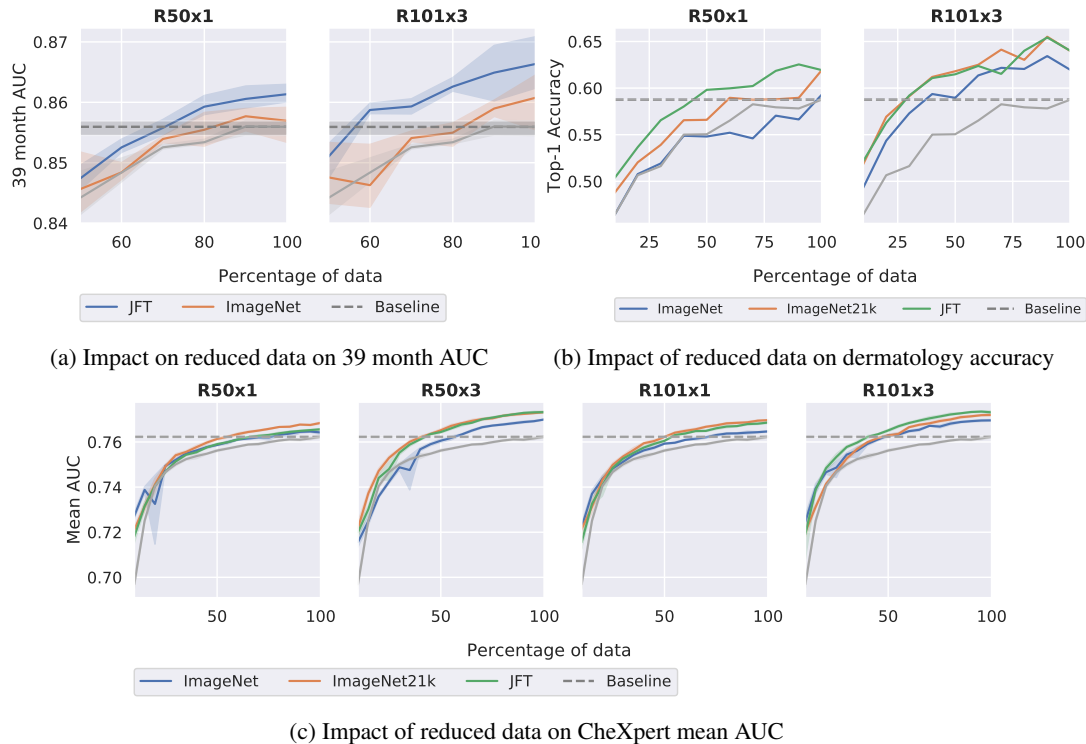 R50x1 R101x3 R50x1 R101x3
0.87
0.86
0.85
0.84
39 month AUC
60 80 100 60 80 100
Percentage of data
JFT ImageNet Baseline
0.65
0.60
0.55
0.50
Top-1 Accuracy
25 50 75 100 25 50 75 100
Percentage of data
ImageNet ImageNet21k JFT Baseline
(a) Impact on reduced data on 39 month AUC
(b) Impact of reduced data on dermatology accuracy
R50x1 R50x3 R101x1 R101x3
0.76
0.74
0.72
0.70
Mean AUC
50 100 50 100 50 100 50 100
Percentage of data
ImageNet ImageNet21k JFT Baseline
(c) Impact of reduced data on CheXpert mean AUC